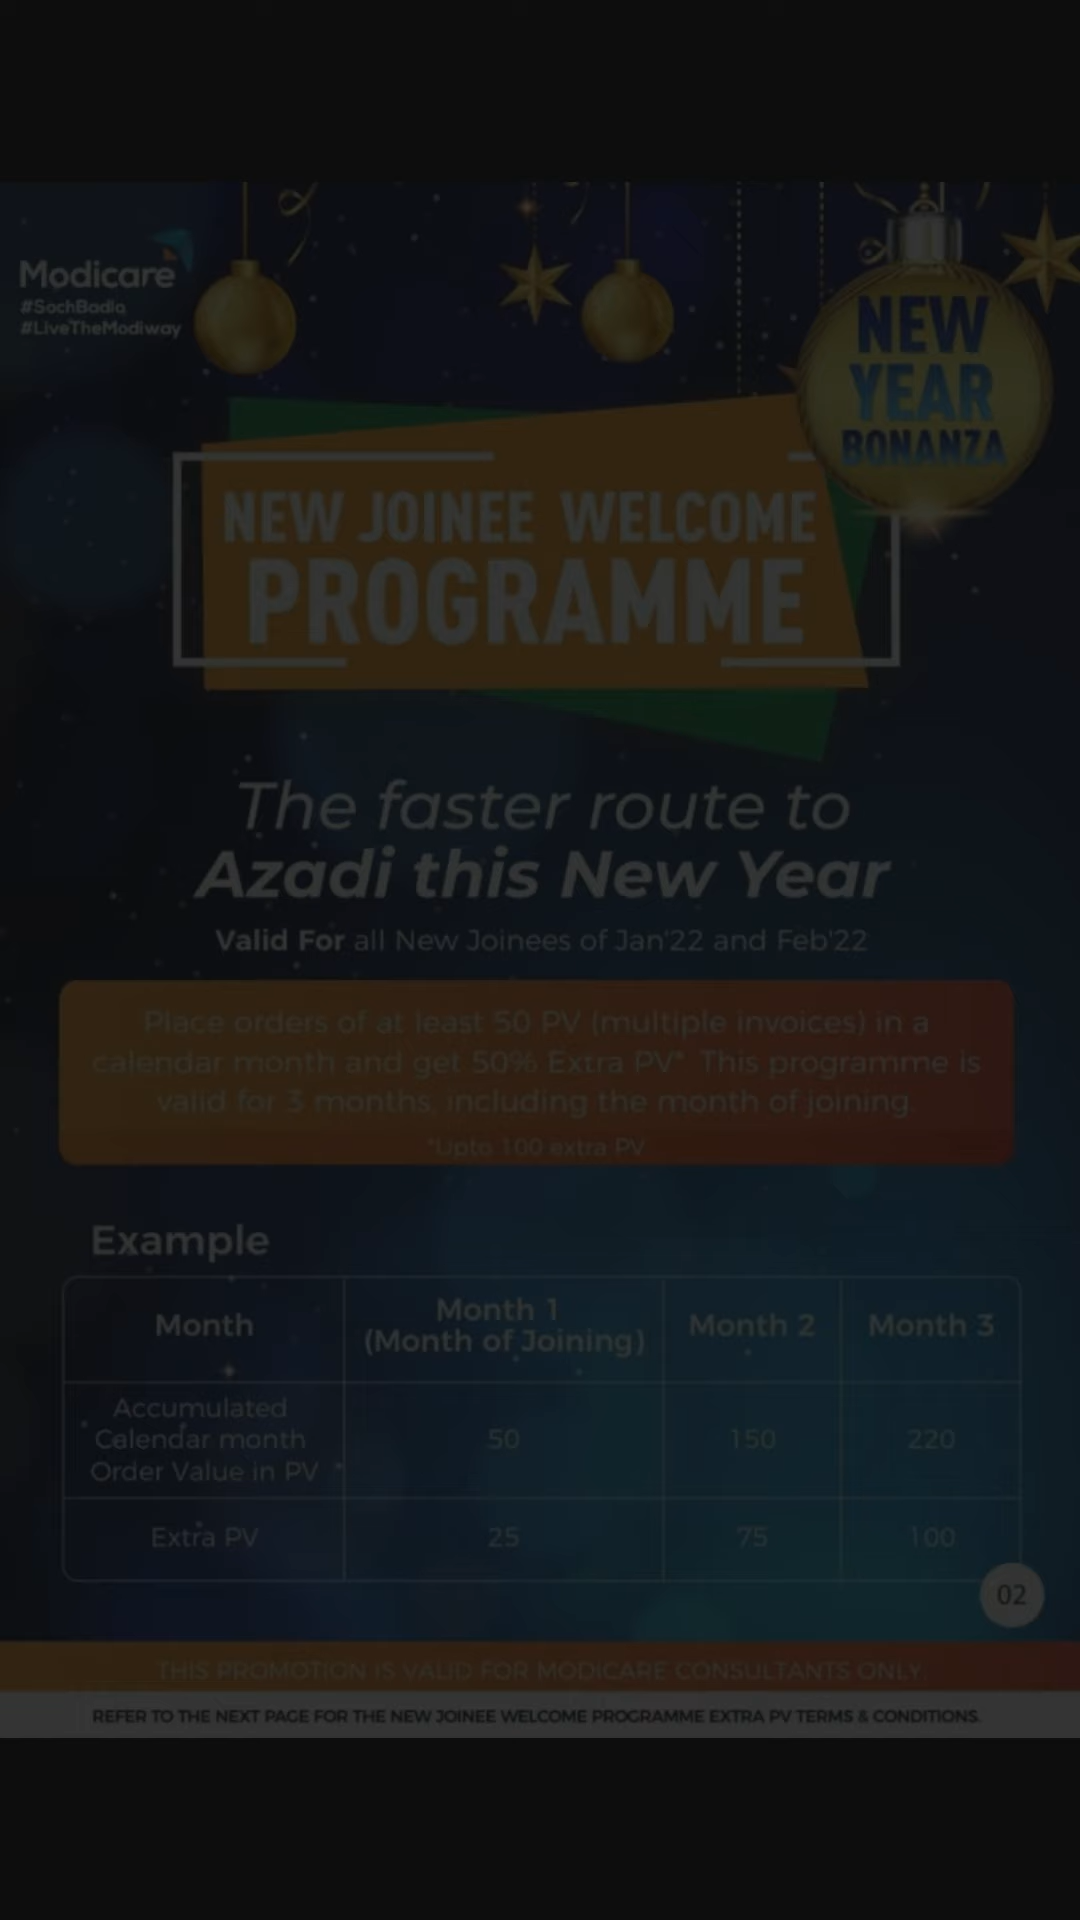 Modicare
#SochBadlo
#LiveTheModiway
NEW
YEAR
BONANZA
NEW JOINEE WELCOME
PROGRAMME
The faster route to
Azadi this New Year
Valid For all New Joinees of Jan'22 and Feb'22
Place orders of at least 50 PV (multiple invoices) in a
calendar month and get 50% Extra PV* This programme is
valid for 3 months, including the month of joining.
*Upto 100 extra PV
Example
Month
Month 1
(Month of Joining)
Month 2
Month 3
Accumulated
Calendar month
Order Value in PV
50
150
220
Extra PV
25
75
100
02
THIS PROMOTION IS VALID FOR MODICARE CONSULTANTS ONLY.
REFER TO THE NEXT PAGE FOR THE NEW JOINEE WELCOME PROGRAMME EXTRA PV TERMS & CONDITIONS.